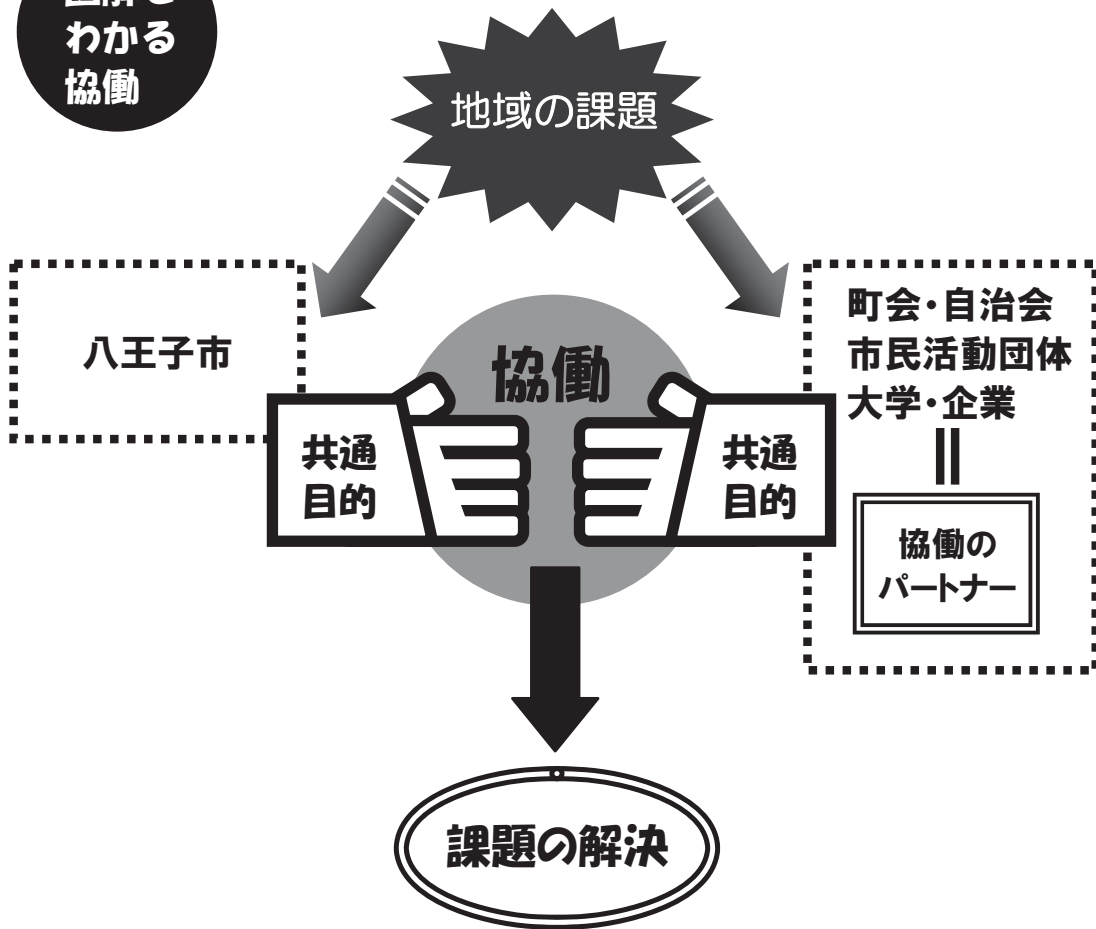 わかる
協働
地域の課題
八王子市
協働
共通
目的
共通
目的
町会・自治会
市民活動団体
大学・企業
協働の
パートナー
課題の解決